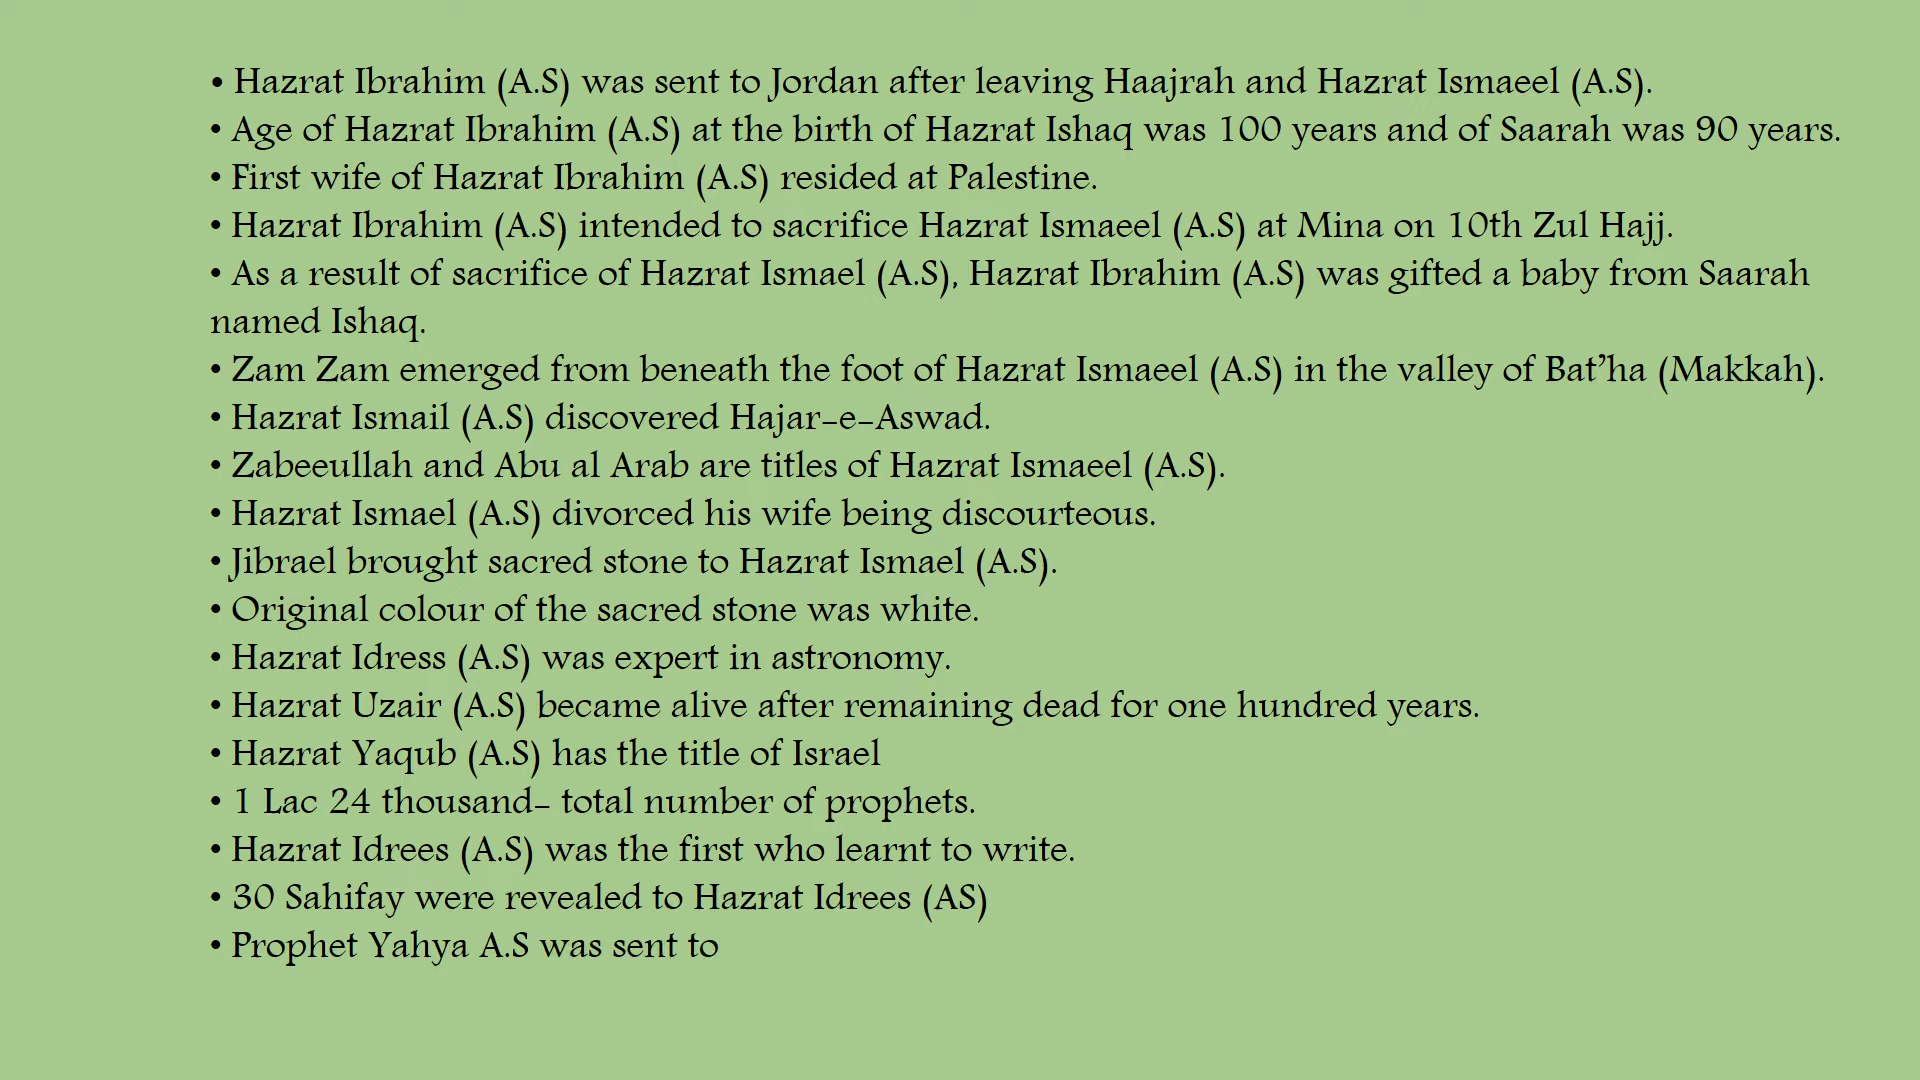 • Hazrat Ibrahim (A.S) was sent to Jordan after leaving Haajrah and Hazrat Ismaeel (A.S).
• Age of Hazrat Ibrahim (A.S) at the birth of Hazrat Ishaq was 100 years and of Saarah was 90 years.
• First wife of Hazrat Ibrahim (A.S) resided at Palestine.
• Hazrat Ibrahim (A.S) intended to sacrifice Hazrat Ismaeel (A.S) at Mina on 10th Zul Hajj.
• As a result of sacrifice of Hazrat Ismael (A.S), Hazrat Ibrahim (A.S) was gifted a baby from Saarah
named Ishaq.
• Zam Zam emerged from beneath the foot of Hazrat Ismaeel (A.S) in the valley of Bat’ha (Makkah).
• Hazrat Ismail (A.S) discovered Hajar-e-Aswad.
• Zabeeullah and Abu al Arab are titles of Hazrat Ismaeel (A.S).
• Hazrat Ismael (A.S) divorced his wife being discourteous.
• Jibrael brought sacred stone to Hazrat Ismael (A.S).
• Original colour of the sacred stone was white.
• Hazrat Idress (A.S) was expert in astronomy.
• Hazrat Uzair (A.S) became alive after remaining dead for one hundred years.
• Hazrat Yaqub (A.S) has the title of Israel
• 1 Lac 24 thousand- total number of prophets.
• Hazrat Idrees (A.S) was the first who learnt to write.
• 30 Sahifay were revealed to Hazrat Idrees (AS)
• Prophet Yahya A.S was sent to